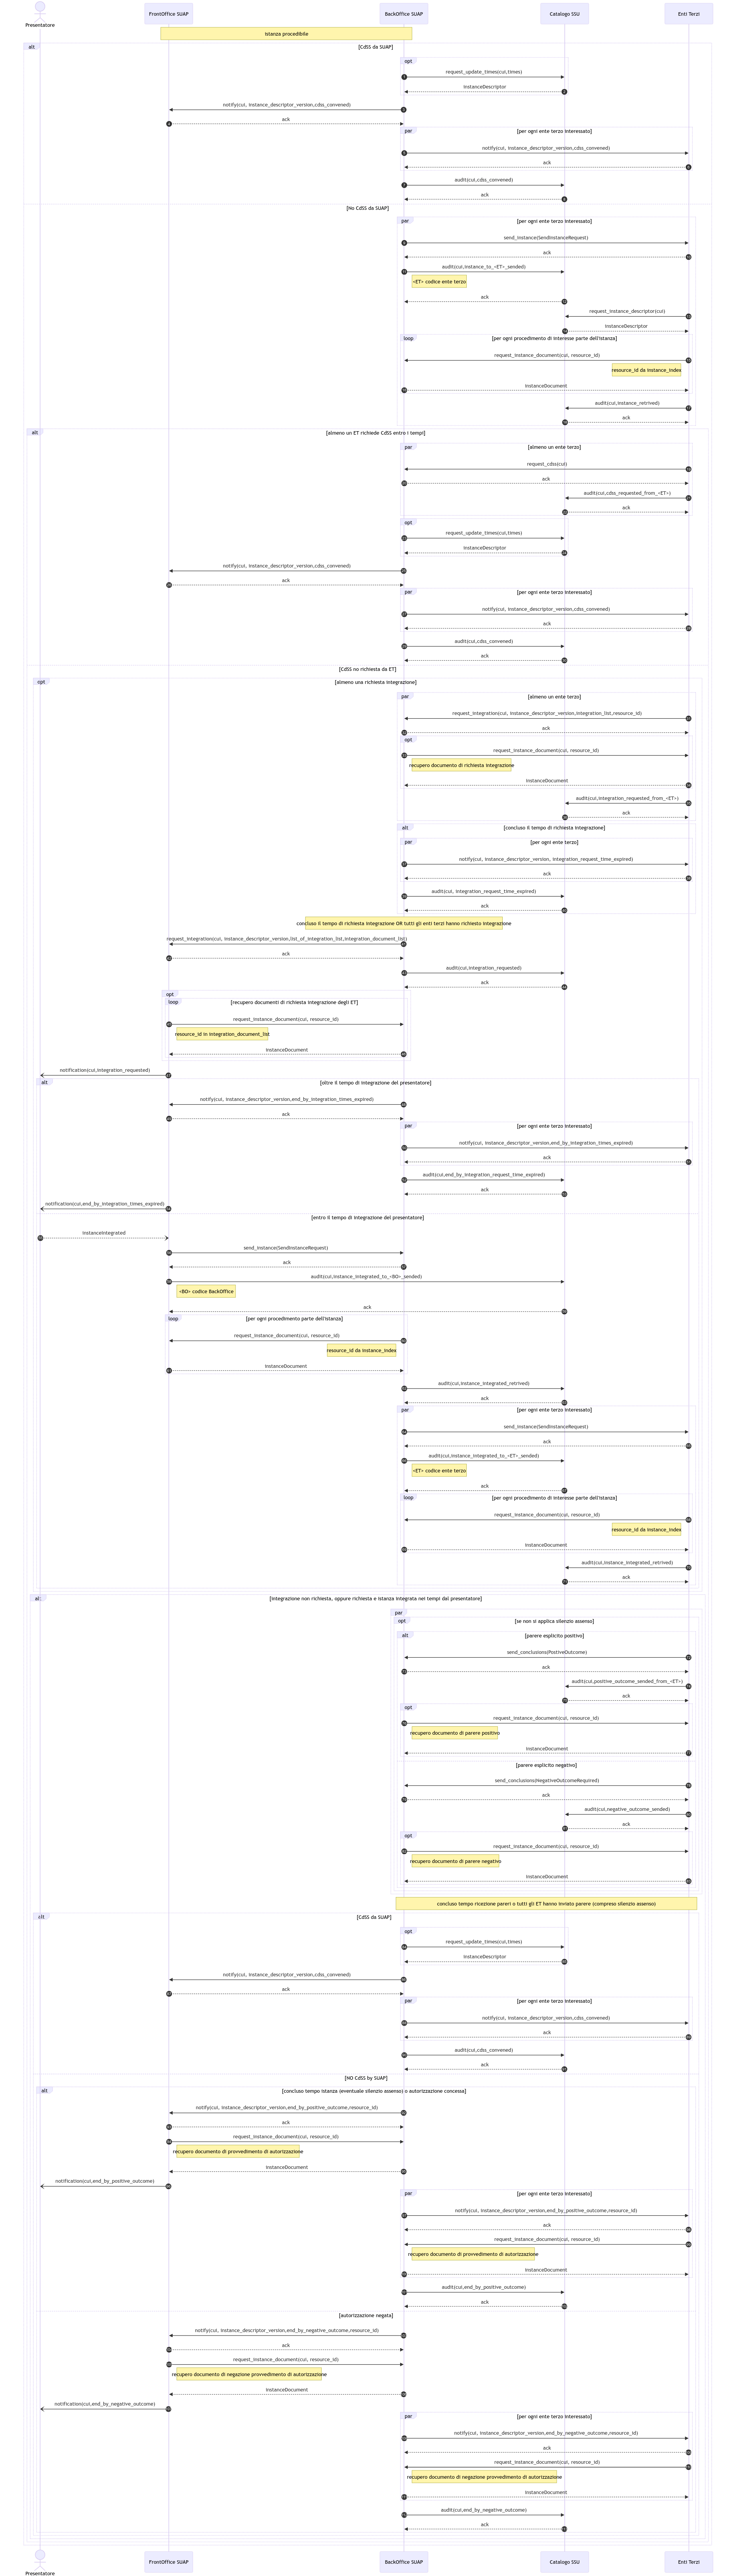 Presentatore
FrontOffice SUAP
BackOffice SUAP
Catalogo SSU
Enti Terzi
Istanza procedibile
alt
[CdSS da SUAP]
opt
request_update_times(cui,times)
InstanceDescriptor
notify(cui, instance_descriptor_version,cdss_convened)
ack
par
[per ogni ente terzo interessato]
notify(cui, instance_descriptor_version,cdss_convened)
ack
audit(cui,cdss_convened)
ack
[No CdSS da SUAP]
par
[per ogni ente terzo interessato]
send_instance(SendInstanceRequest)
ack
audit(cui,instance_to_<ET>_sended)
<ET> codice ente terzo
ack
request_instance_descriptor(cui)
InstanceDescriptor
loop
[per ogni procedimento di interesse parte dell'istanza]
request_instance_document(cui, resource_id)
resource_id da instance_index
InstanceDocument
audit(cui,instance_retrived)
ack
alt
[almeno un ET richiede CdSS entro i tempi]
par
[almeno un ente terzo]
request_cdss(cui)
ack
audit(cui,cdss_requested_from_<ET>)
ack
opt
request_update_times(cui,times)
InstanceDescriptor
notify(cui, instance_descriptor_version,cdss_convened)
ack
par
[per ogni ente terzo interessato]
notify(cui, instance_descriptor_version,cdss_convened)
ack
audit(cui,cdss_convened)
ack
[CdSS no richiesta da ET]
opt
[almeno una richiesta integrazione]
par
[almeno un ente terzo]
request_integration(cui, instance_descriptor_version,integration_list,resource_id)
ack
opt
request_instance_document(cui, resource_id)
recupero documento di richiesta integrazione
InstanceDocument
audit(cui,integration_requested_from_<ET>)
ack
alt
[concluso il tempo di richiesta integrazione]
par
[per ogni ente terzo]
notify(cui, instance_descriptor_version, integration_request_time_expired)
ack
audit(cui, integration_request_time_expired)
ack
concluso il tempo di richiesta integrazione OR tutti gli enti terzi hanno richiesto integrazione
request_integration(cui, instance_descriptor_version,list_of_integration_list,integration_document_list)
ack
audit(cui,integration_requested)
ack
opt
loop
[recupero documenti di richiesta integrazione degli ET]
request_instance_document(cui, resource_id)
resource_id in integration_document_list
InstanceDocument
notification(cui,integration_requested)
alt
[oltre il tempo di integrazione del presentatore]
notify(cui, instance_descriptor_version,end_by_integration_times_expired)
ack
par
[per ogni ente terzo interessato]
notify(cui, instance_descriptor_version,end_by_integration_times_expired)
ack
audit(cui,end_by_integration_request_time_expired)
ack
notification(cui,end_by_integration_times_expired)
[entro il tempo di integrazione del presentatore]
instanceIntegrated
send_instance(SendInstanceRequest)
ack
audit(cui,instance_integrated_to_<BO>_sended)
<BO> codice BackOffice
ack
loop
[per ogni procedimento parte dell'istanza]
request_instance_document(cui, resource_id)
resource_id da instance_index
InstanceDocument
audit(cui,instance_integrated_retrived)
ack
par
[per ogni ente terzo interessato]
send_instance(SendInstanceRequest)
ack
audit(cui,instance_integrated_to_<ET>_sended)
<ET> codice ente terzo
ack
loop
[per ogni procedimento di interesse parte dell'istanza]
request_instance_document(cui, resource_id)
resource_id da instance_index
InstanceDocument
audit(cui,instance_integrated_retrived)
ack
alt
[integrazione non richiesta, oppure richiesta e istanza integrata nei tempi dal presentatore]
par
opt
[se non si applica silenzio assenso]
alt
[parere esplicito positivo]
send_conclusions(PostiveOutcome)
ack
audit(cui,positive_outcome_sended_from_<ET>)
ack
opt
request_instance_document(cui, resource_id)
recupero documento di parere positivo
InstanceDocument
[parere esplicito negativo]
send_conclusions(NegativeOutcomeRequired)
ack
audit(cui,negative_outcome_sended)
ack
opt
request_instance_document(cui, resource_id)
recupero documento di parere negativo
InstanceDocument
concluso tempo ricezione pareri o tutti gli ET hanno inviato parere (compreso silenzio assenso)
alt
[CdSS da SUAP]
opt
request_update_times(cui,times)
InstanceDescriptor
notify(cui, instance_descriptor_version,cdss_convened)
ack
par
[per ogni ente terzo interessato]
notify(cui, instance_descriptor_version,cdss_convened)
ack
audit(cui,cdss_convened)
ack
[NO CdSS by SUAP]
alt
[concluso tempo istanza (eventuale silenzio assenso) o autorizzazione concessa]
notify(cui, instance_descriptor_version,end_by_positive_outcome,resource_id)
ack
request_instance_document(cui, resource_id)
recupero documento di provvedimento di autorizzazione
InstanceDocument
notification(cui,end_by_positive_outcome)
par
[per ogni ente terzo interessato]
notify(cui, instance_descriptor_version,end_by_positive_outcome,resource_id)
ack
request_instance_document(cui, resource_id)
recupero documento di provvedimento di autorizzazione
InstanceDocument
audit(cui,end_by_positive_outcome)
ack
[autorizzazione negata]
notify(cui, instance_descriptor_version,end_by_negative_outcome,resource_id)
ack
request_instance_document(cui, resource_id)
recupero documento di negazione provvedimento di autorizzazione
InstanceDocument
notification(cui,end_by_negative_outcome)
par
[per ogni ente terzo interessato]
notify(cui, instance_descriptor_version,end_by_negative_outcome,resource_id)
ack
request_instance_document(cui, resource_id)
recupero documento di negazione provvedimento di autorizzazione
InstanceDocument
audit(cui,end_by_negative_outcome)
ack
Presentatore
FrontOffice SUAP
BackOffice SUAP
Catalogo SSU
Enti Terzi